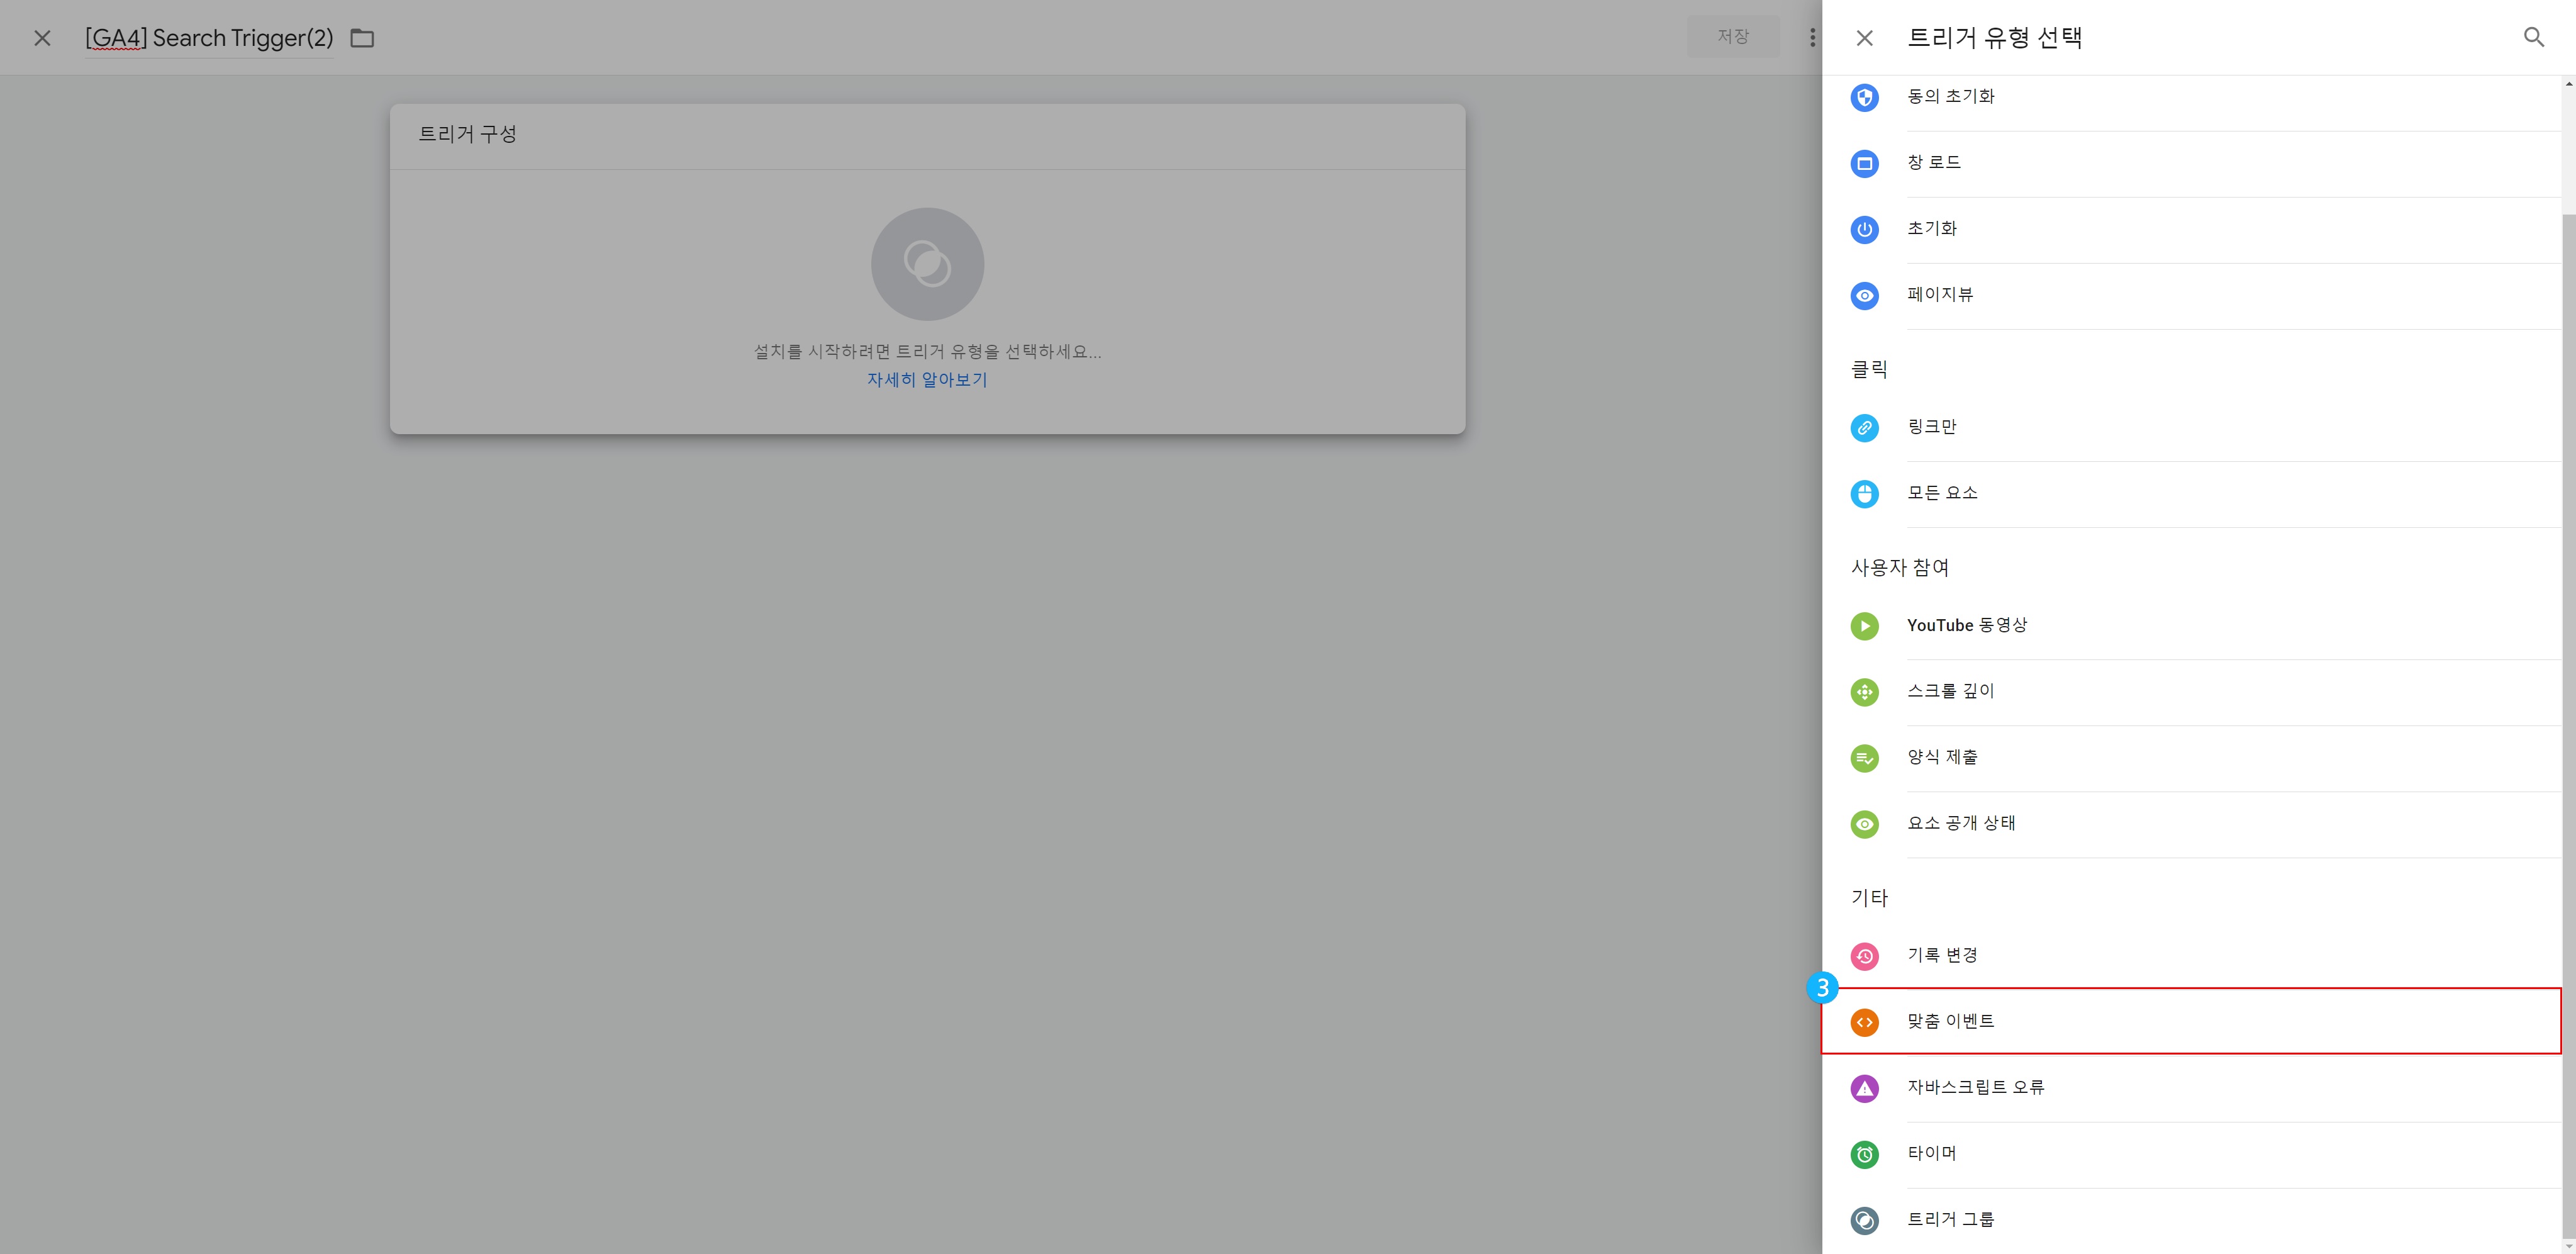 [GA4] Search Trigger(2)
저장
트리거 구성
설치를 시작하려면 트리거 유형을 선택하세요...
자세히 알아보기
트리거 유형 선택
동의 초기화
창 로드
초기화
페이지뷰
클릭
링크만
모든 요소
사용자 참여
YouTube 동영상
스크롤 깊이
양식 제출
요소 공개 상태
기타
기록 변경
3
맞춤 이벤트
자바스크립트 오류
타이머
트리거 그룹